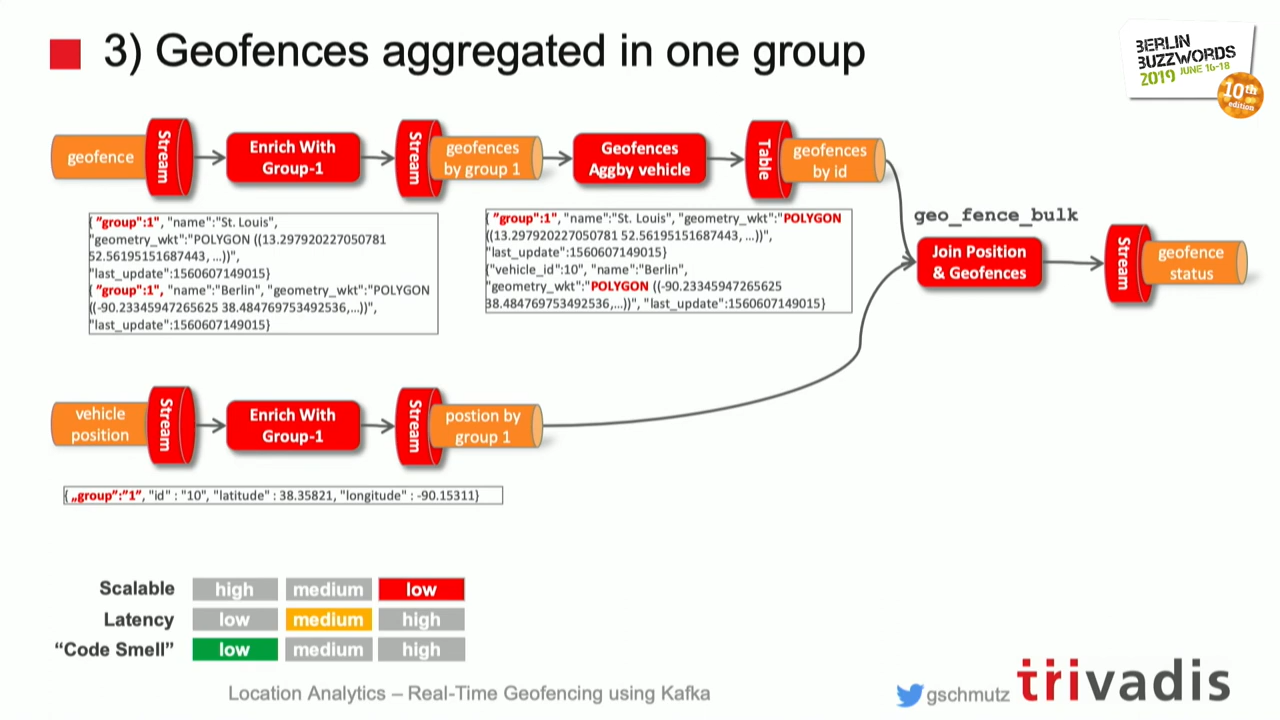 3) Geofences aggregated in one group
BERLIN
BUZZWORDS
2019 JUNE 16-18
10th
edition
geofence
Stream
Enrich With
Group-1
Stream
geofences
by group 1
Geofences
Aggby vehicle
Table
geofences
by id
{ "group":1", "name":"St. Louis",
"geometry_wkt":"POLYGON ((13.297920227050781
52.56195151687443, ...))",
"last_update":1560607149015}
{ "group":1", "name":"Berlin", "geometry_wkt":"POLYGON
((-90.23345947265625 38.484769753492536,...))",
"last_update":1560607149015}
{ "group":1", "name":"St. Louis", "geometry_wkt":"POLYGON
((13.297920227050781 52.56195151687443, ...))",
"last_update":1560607149015}
{"vehicle_id":10", "name":"Berlin",
"geometry_wkt":"POLYGON ((-90.23345947265625
38.484769753492536,...))", "last_update":1560607149015}
geo_fence_bulk
Join Position
& Geofences
Stream
geofence
status
vehicle
position
Stream
Enrich With
Group-1
Stream
postion by
group 1
{ „group":"1", "id" : "10", "latitude" : 38.35821, "longitude" : -90.15311}
Scalable high medium low
Latency low medium high
“Code Smell” low medium high
Location Analytics – Real-Time Geofencing using Kafka
gschmutz
trivadis